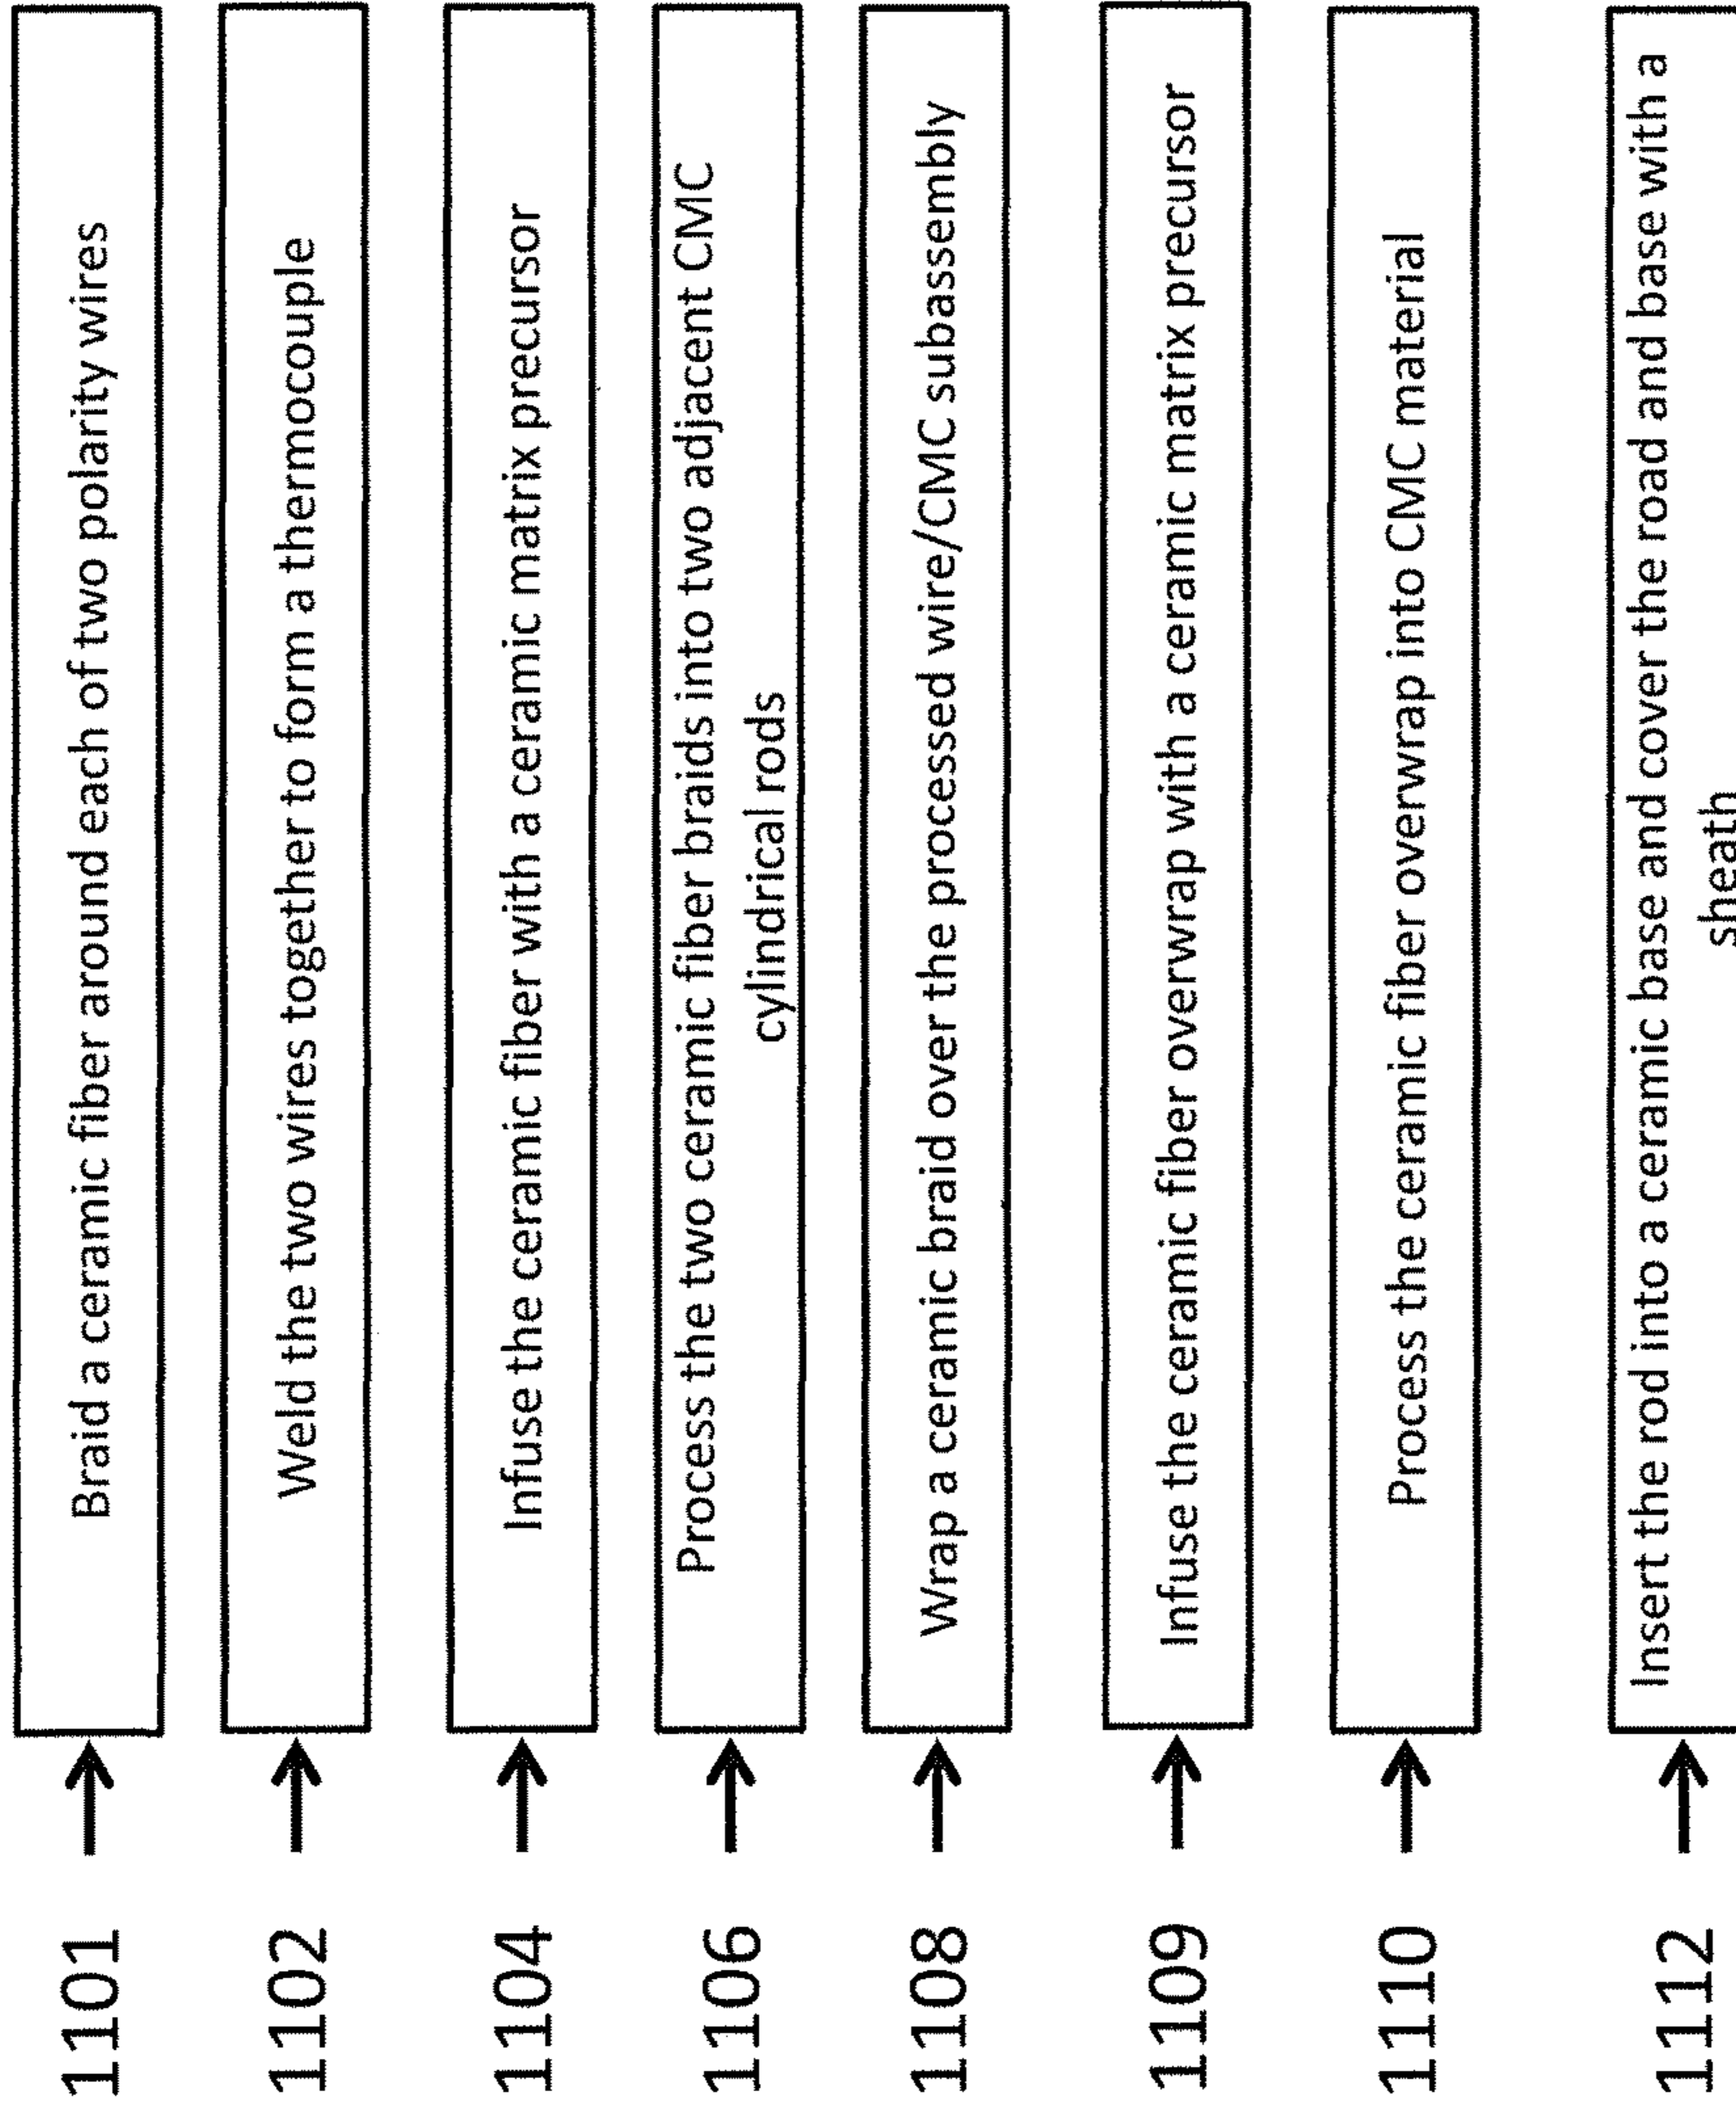 1101
Braid a ceramic fiber around each of two polarity wires
1102
Weld the two wires together to form a thermocouple
1104
Infuse the ceramic fiber with a ceramic matrix precursor
1106
Process the two ceramic fiber braids into two adjacent CMC
cylindrical rods
1108
Wrap a ceramic braid over the processed wire/CMC subassembly
1109
Infuse the ceramic fiber overwrap with a ceramic matrix precursor
1110
Process the ceramic fiber overwrap into CMC material
1112
Insert the rod into a ceramic base and cover the road and base with a
sheath